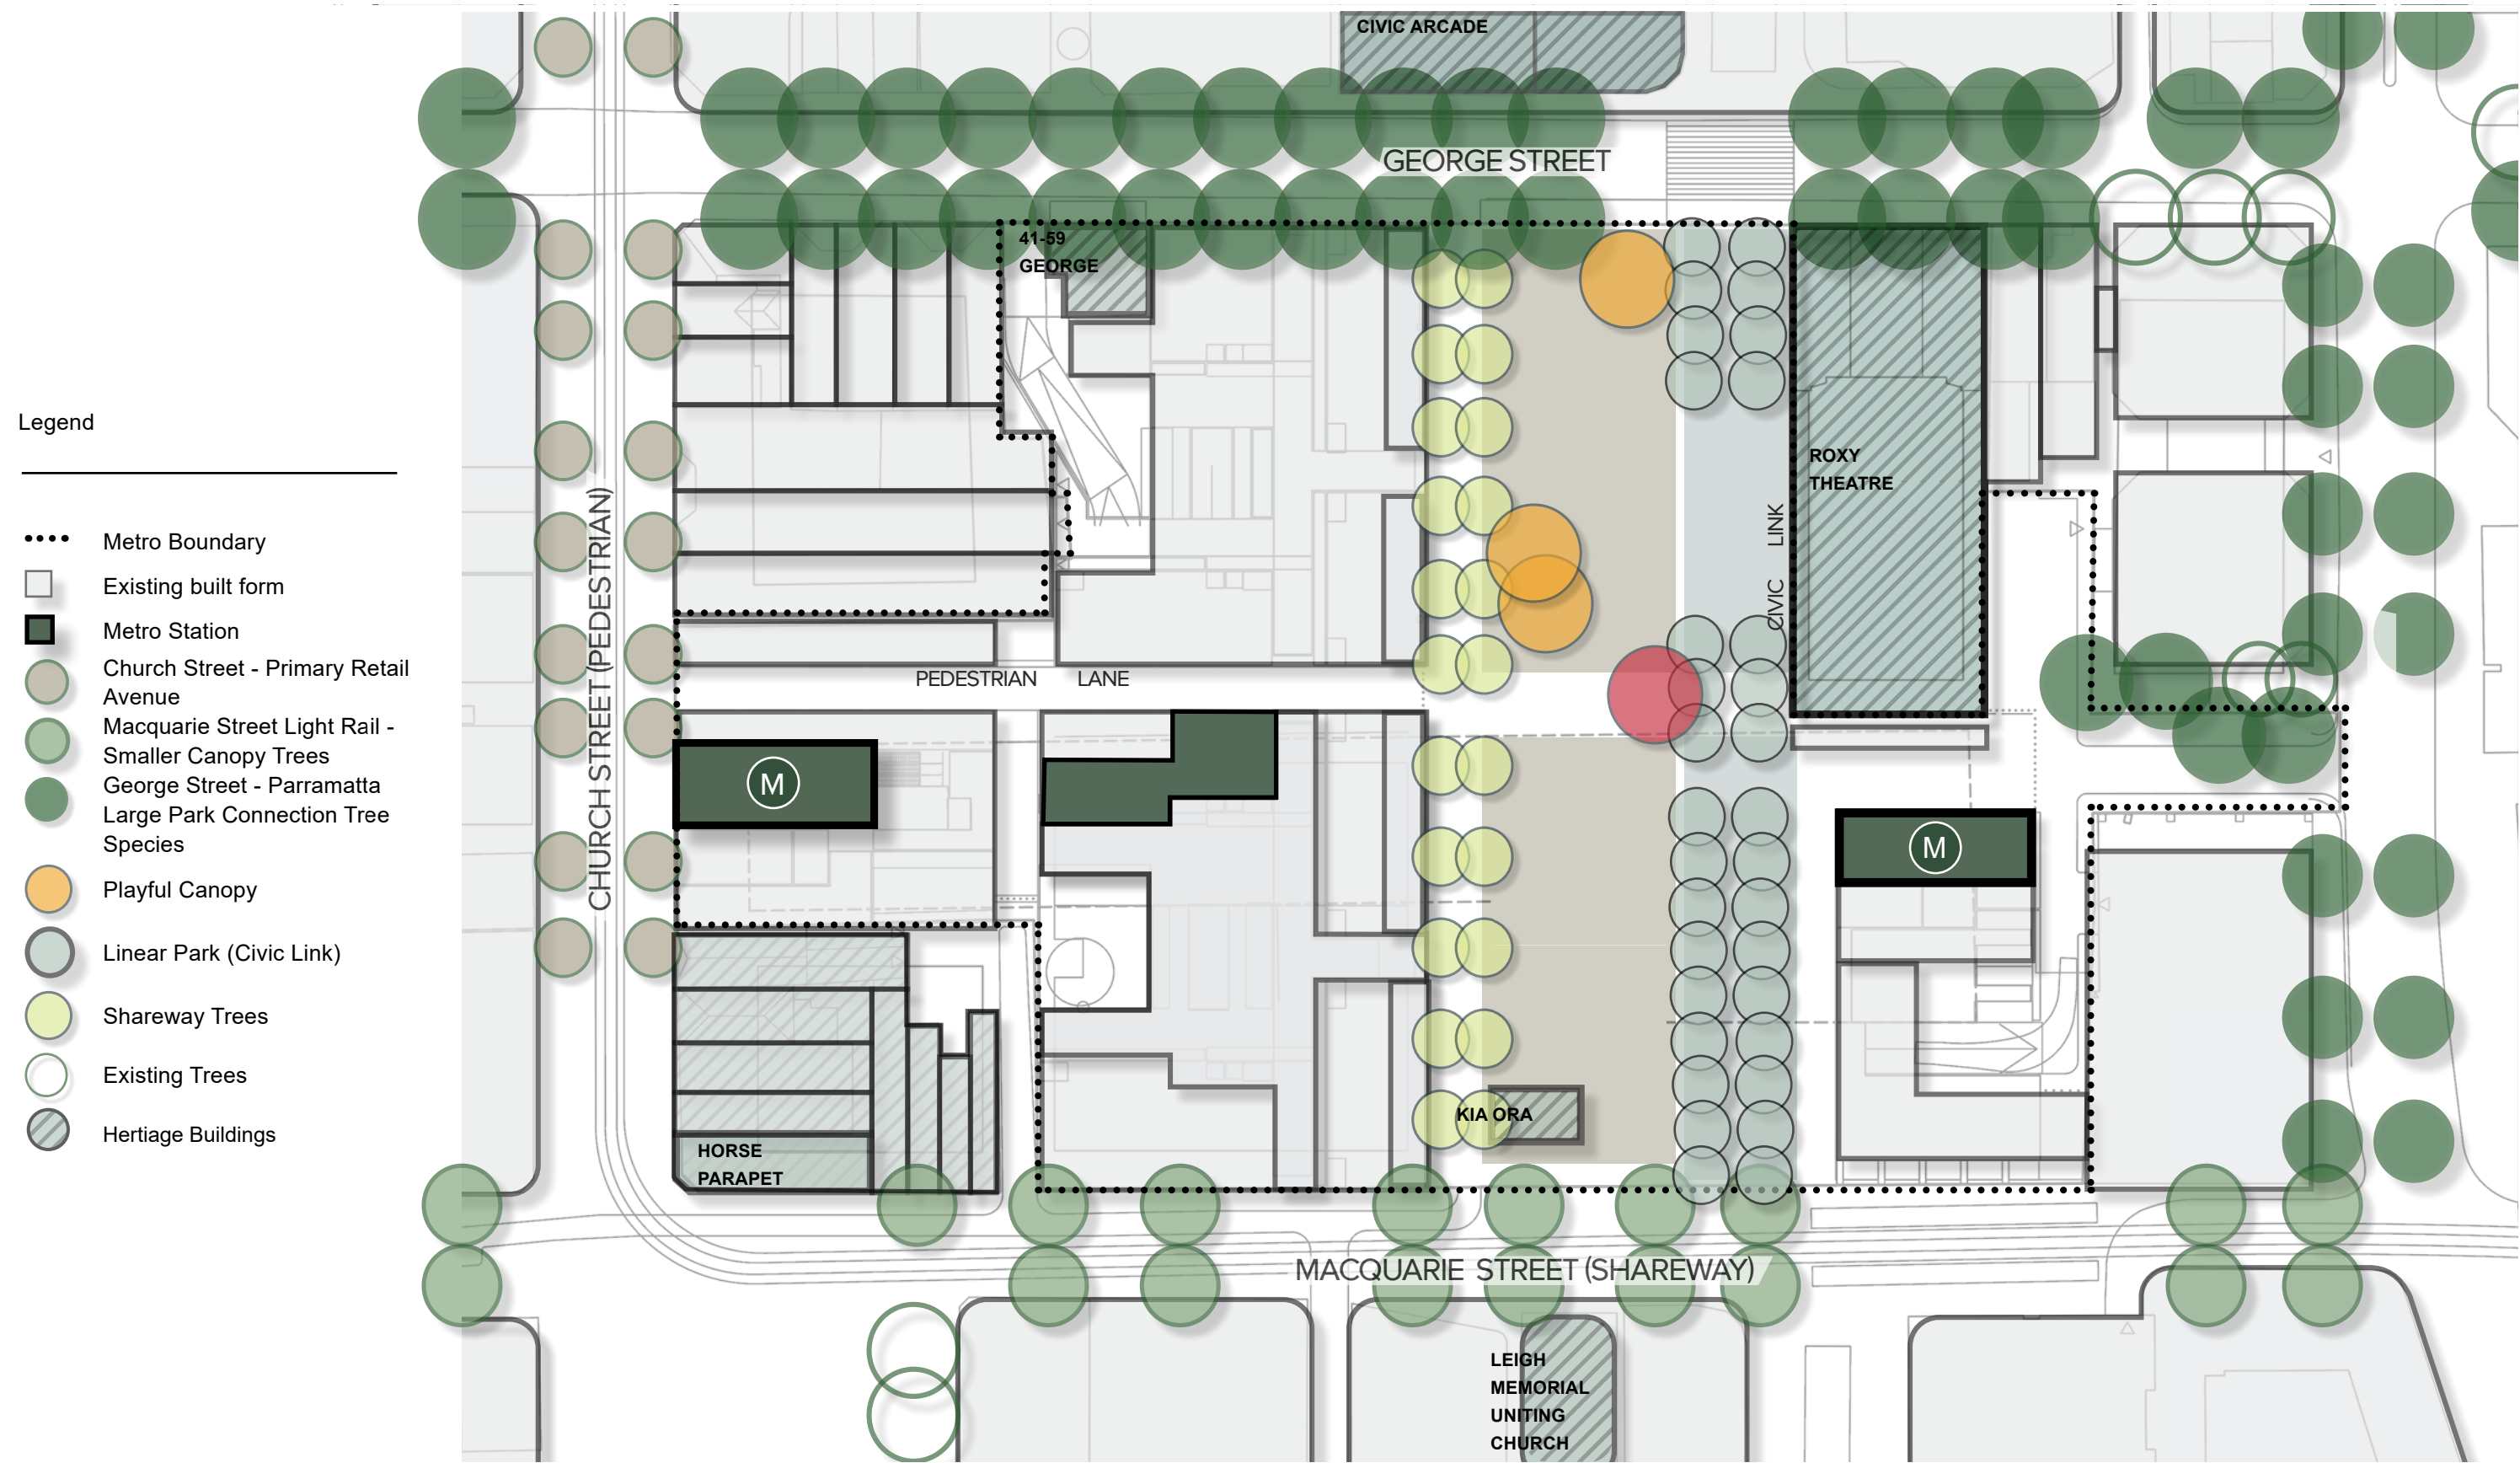 CIVIC ARCADE
GEORGE STREET
41-59
GEORGE
ROXY
THEATRE
CIVIC LINK
CHURCH STREET (PEDESTRIAN)
PEDESTRIAN LANE
M
M
KIA ORA
HORSE
PARAPET
MACQUARIE STREET (SHAREWAY)
LEIGH
MEMORIAL
UNITING
CHURCH
Legend
Metro Boundary
Existing built form
Metro Station
Church Street - Primary Retail
Avenue
Macquarie Street Light Rail -
Smaller Canopy Trees
George Street - Parramatta
Large Park Connection Tree
Species
Playful Canopy
Linear Park (Civic Link)
Shareway Trees
Existing Trees
Hertiage Buildings